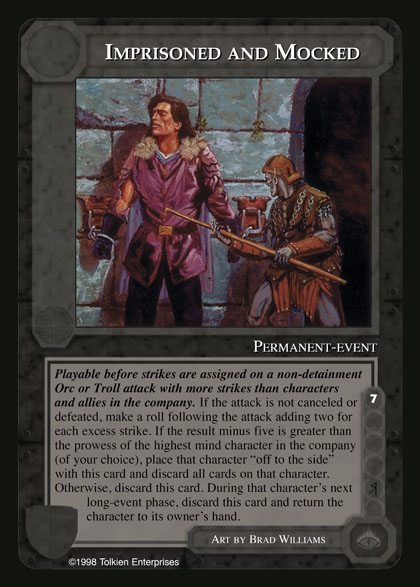 IMPRISONED AND MOCKED
PERMANENT-EVENT
Playable before strikes are assigned on a non-detainment
Orc or Troll attack with more strikes than characters
and allies in the company. If the attack is not canceled or
defeated, make a roll following the attack adding two for
each excess strike. If the result minus five is greater than
the prowess of the highest mind character in the company
(of your choice), place that character “off to the side”
with this card and discard all cards on that character.
Otherwise, discard this card. During that character’s next
long-event phase, discard this card and return the
character to its owner’s hand.
7
ART BY BRAD WILLIAMS
©1998 Tolkien Enterprises